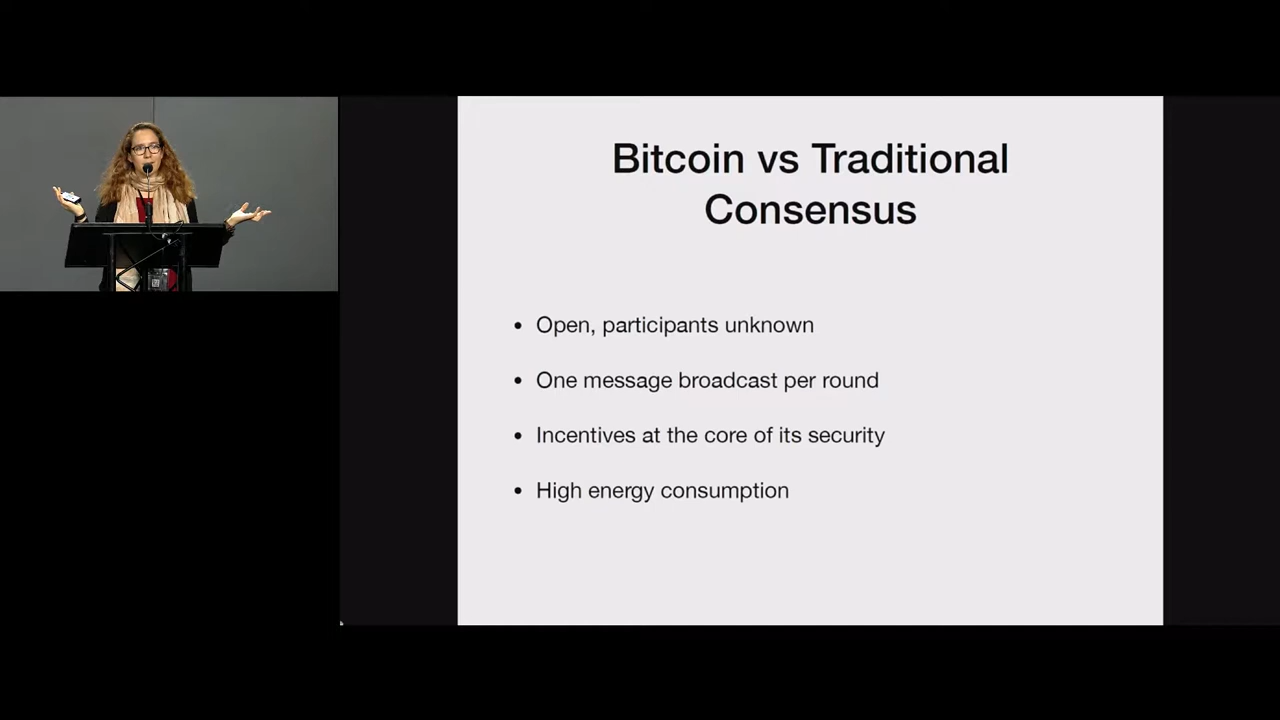 Bitcoin vs Traditional
Consensus
• Open, participants unknown
• One message broadcast per round
• Incentives at the core of its security
• High energy consumption